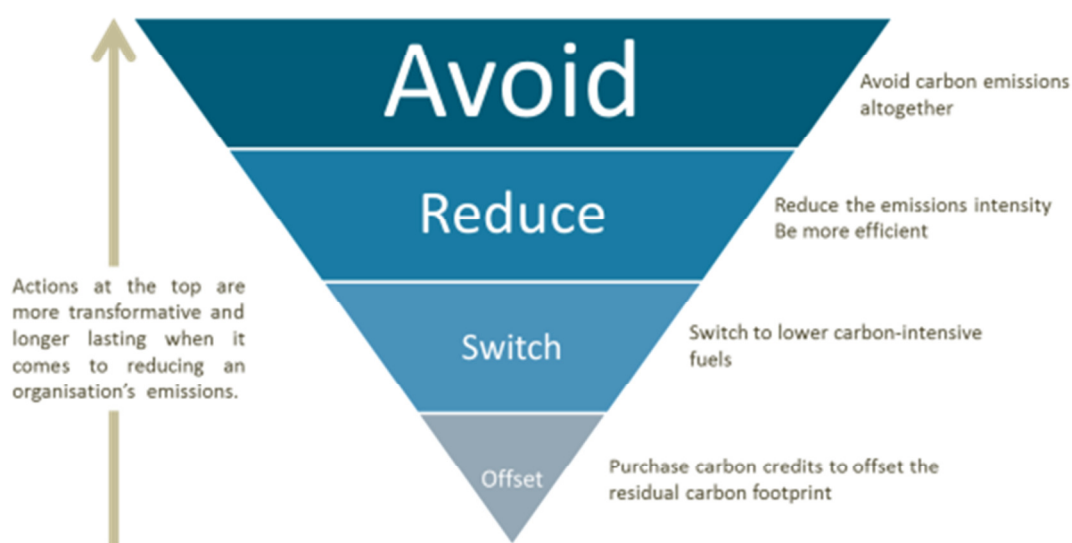 Avoid
Avoid carbon emissions
altogether
Reduce
Reduce the emissions intensity
Be more efficient
Actions at the top are
more transformative and
longer lasting when it
comes to reducing an
organisation's emissions.
Switch
Switch to lower carbon-intensive
fuels
Offset
Purchase carbon credits to offset the
residual carbon footprint